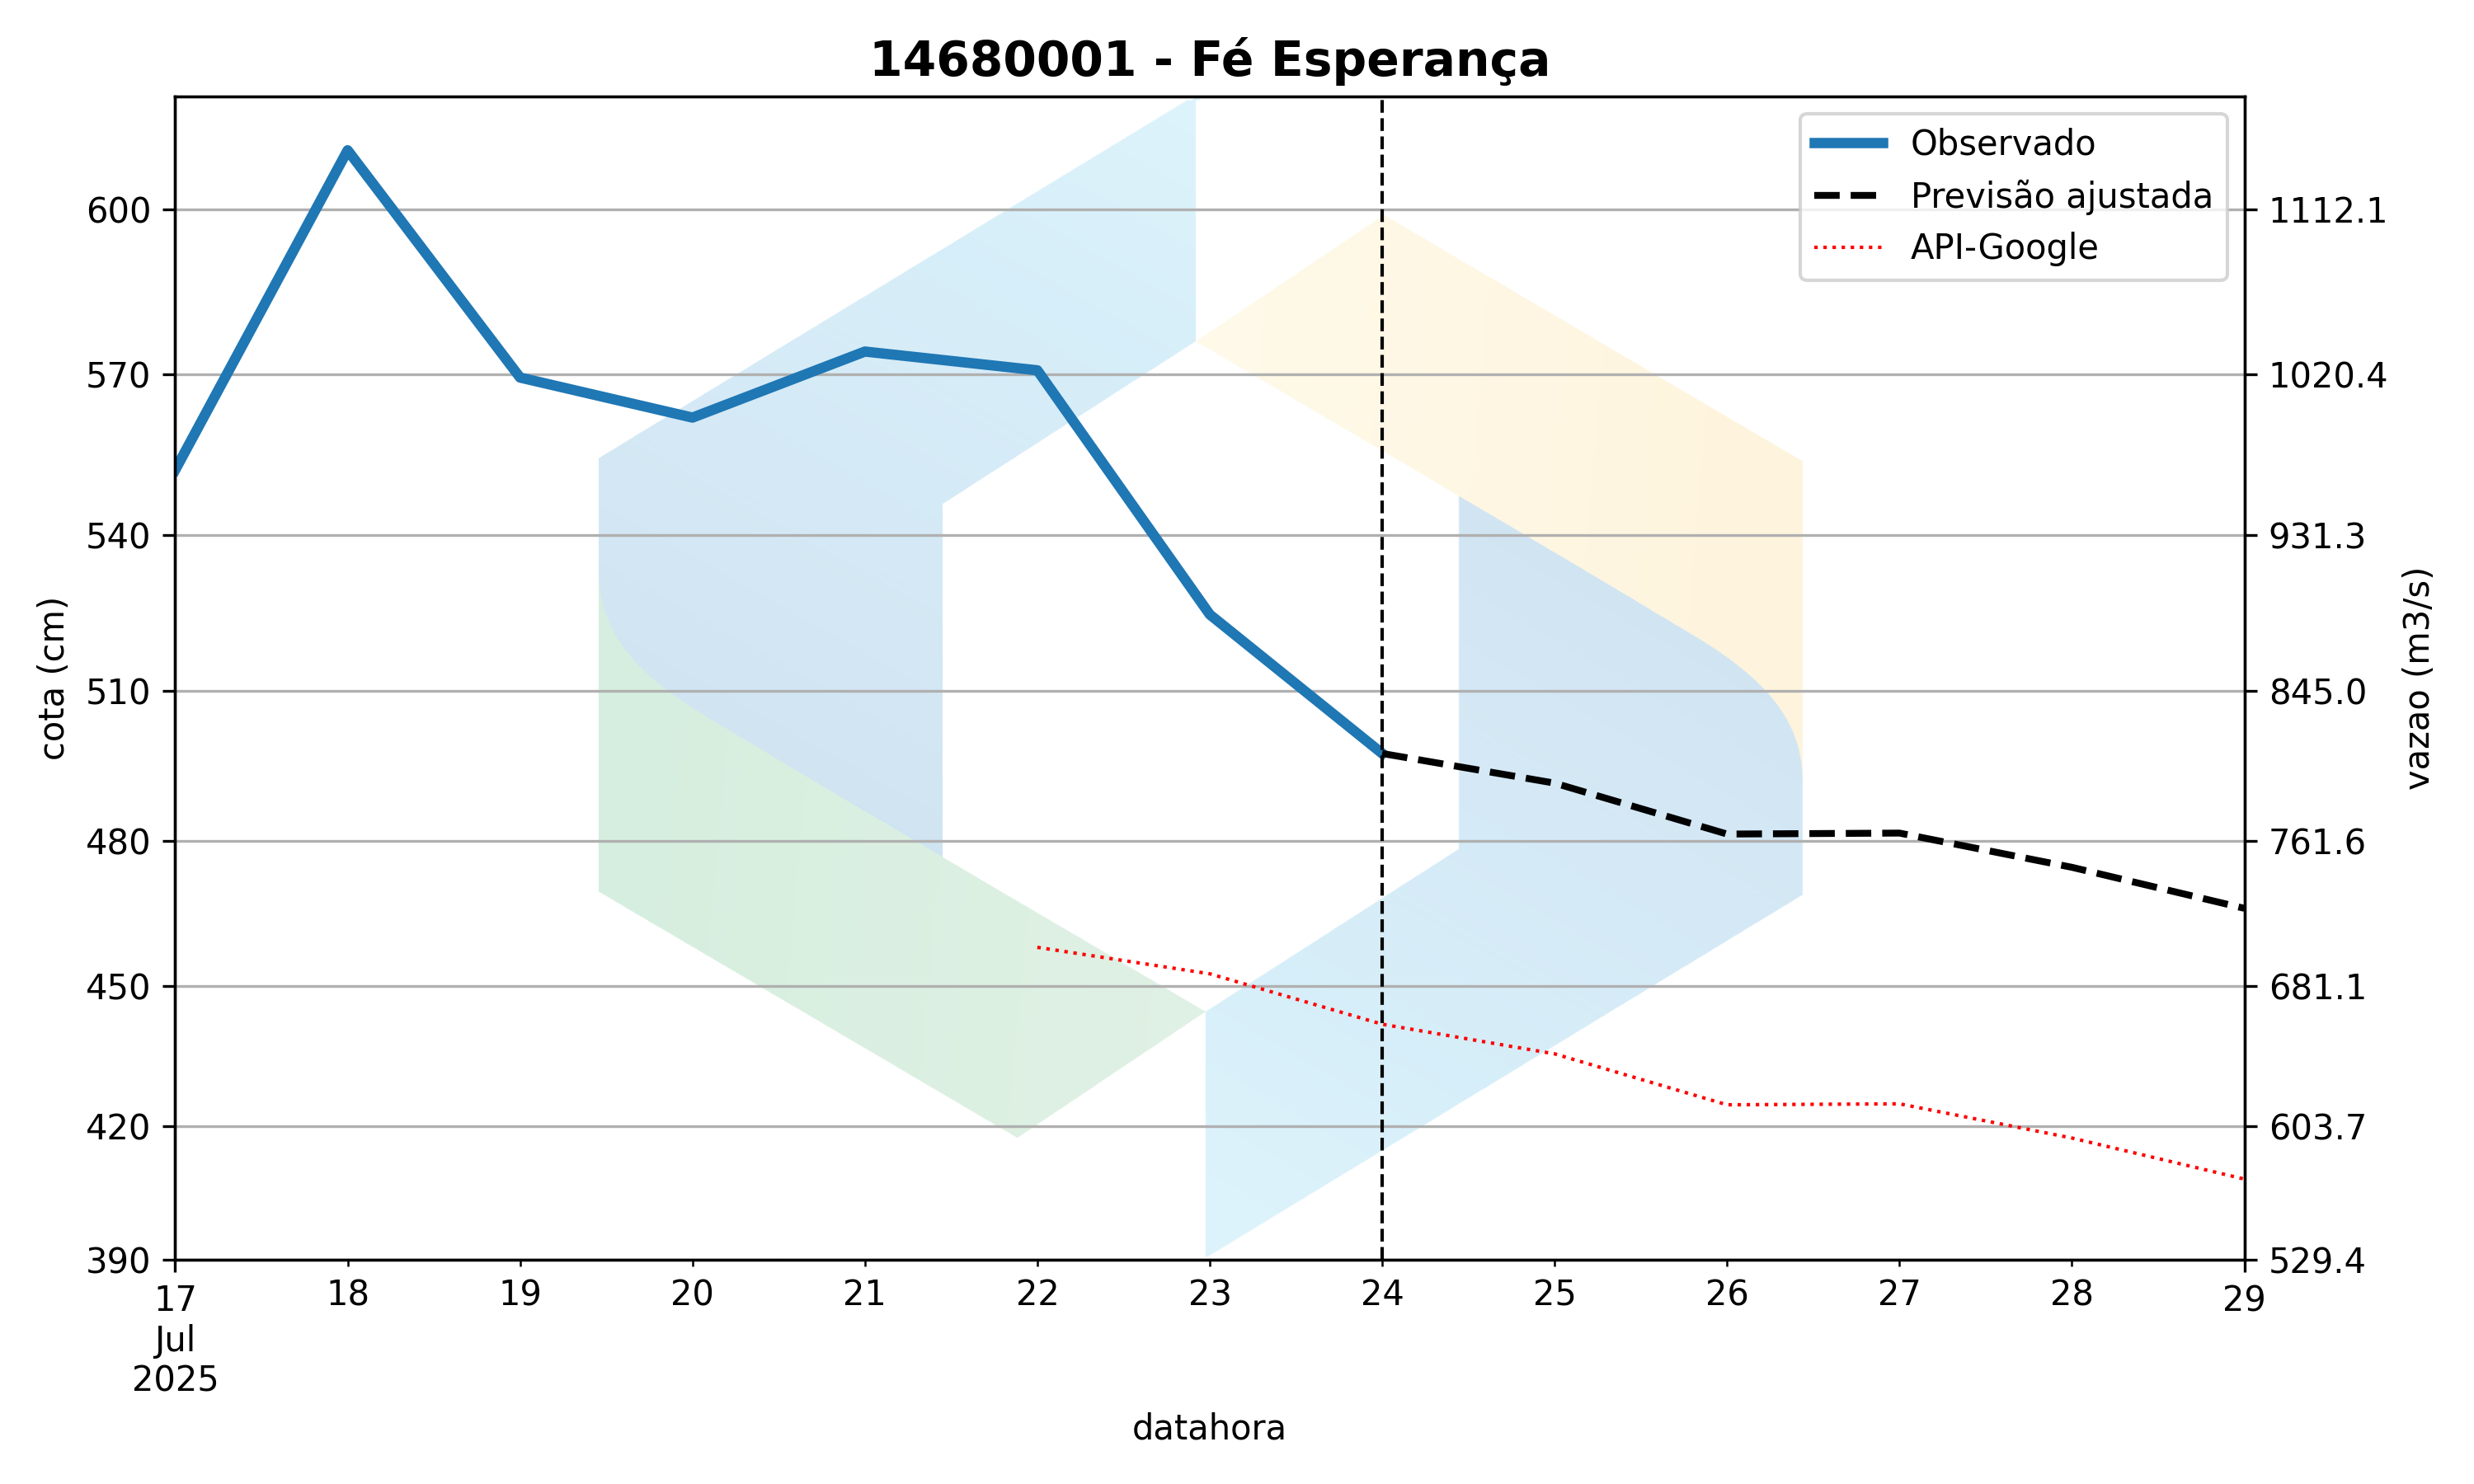 14680001 - Fé Esperança
Observado
Previsão ajustada
API-Google
600
570
540
510
480
450
420
390
cota (cm)
1112.1
1020.4
931.3
845.0
761.6
681.1
603.7
529.4
vazao (m3/s)
17 18 19 20 21 22 23 24 25 26 27 28 29
Jul
2025
datahora